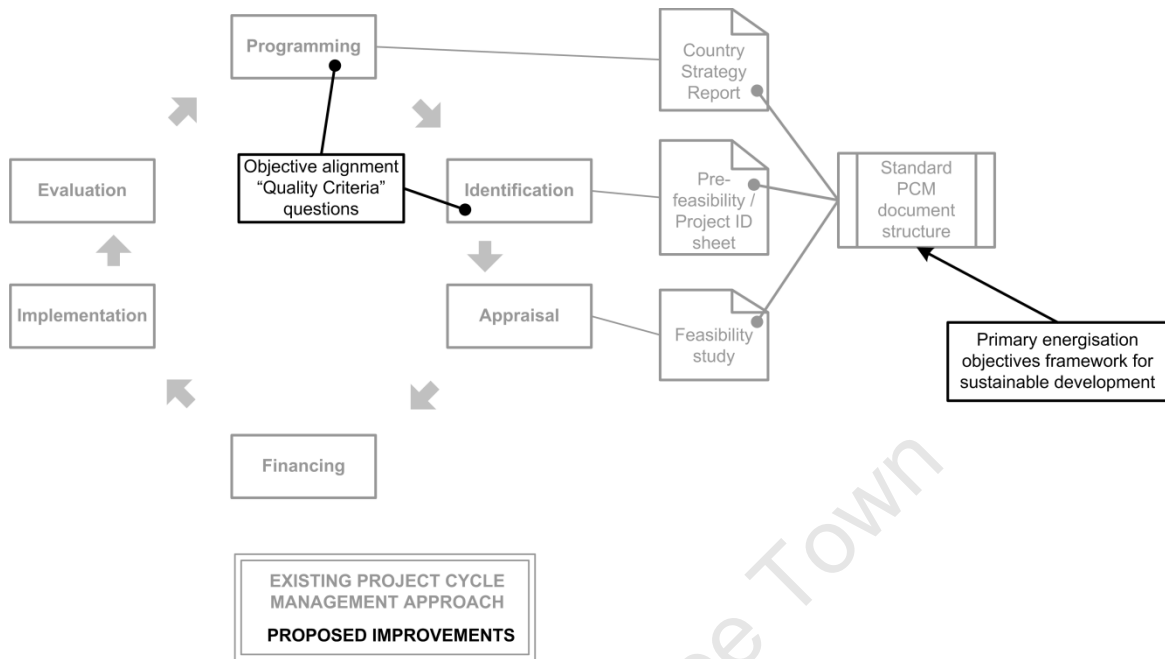 Programming
Country
Strategy
Report
Objective alignment
“Quality Criteria”
questions
Evaluation
Identification
Pre-
feasibility /
Project ID
sheet
Standard
PCM
document
structure
Implementation
Appraisal
Feasibility
study
Primary energisation
objectives framework for
sustainable development
Financing
EXISTING PROJECT CYCLE
MANAGEMENT APPROACH
PROPOSED IMPROVEMENTS
Town